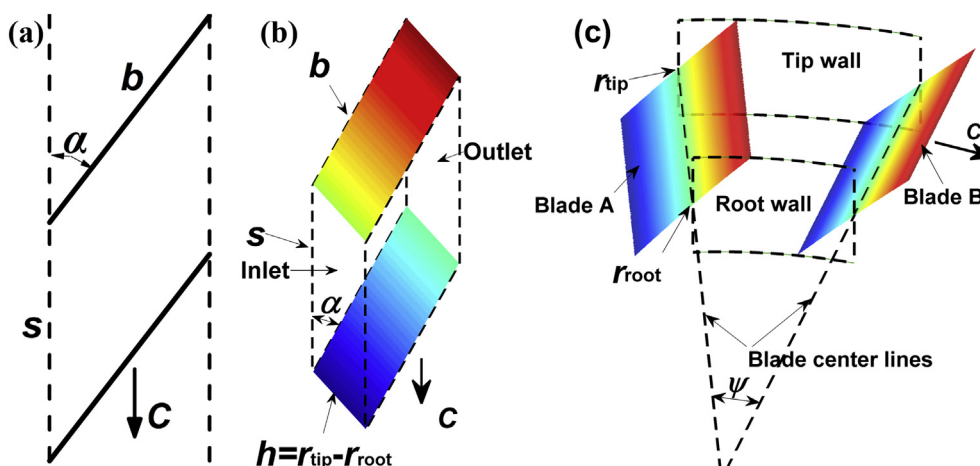 (a)
b
α
s
C
(b)
b
Outlet
s
Inlet
α
C
h=rtip-rroot
(c)
Tip wall
rtip
C
Blade A
Root wall
Blade B
rroot
Blade center lines
ψ